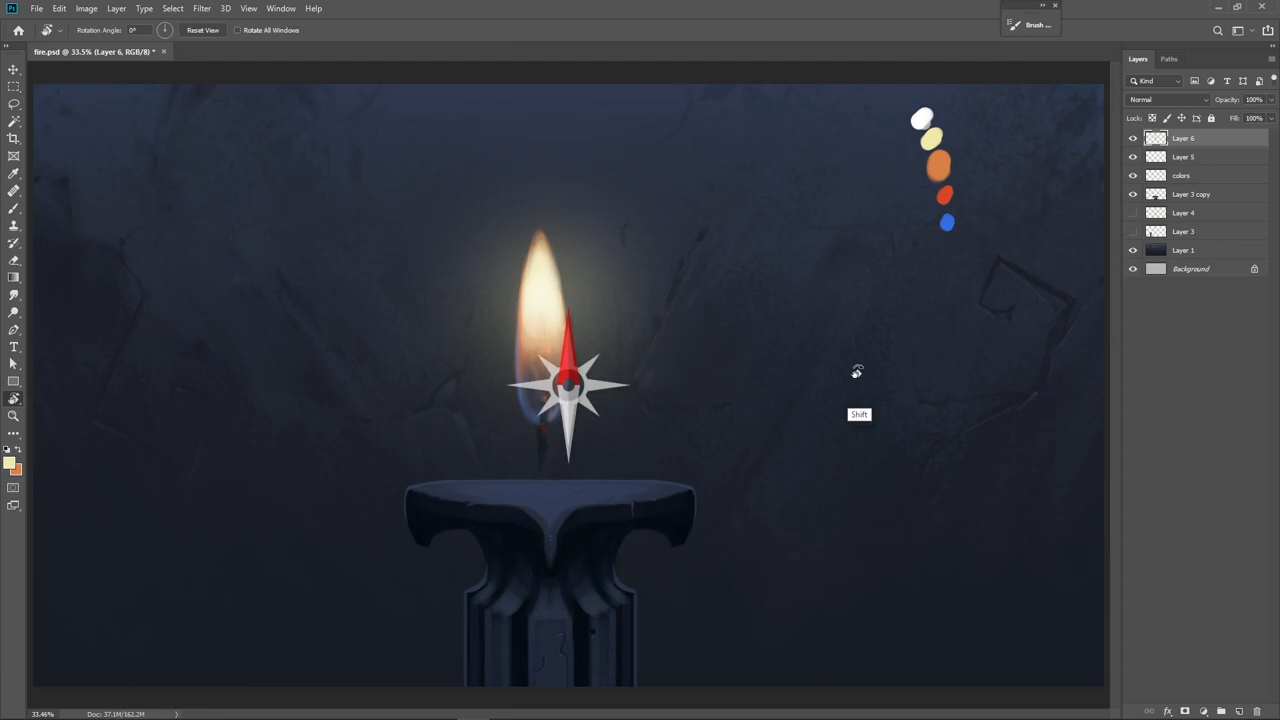 Ps File Edit Image Layer Type Select Filter 3D View Window Help
Rotation Angle: 0° Reset View Rotate All Windows
Brush ...
fire.psd @ 33.5% (Layer 6, RGB/8) *
Layers Paths
Kind
Normal Opacity: 100%
Lock: Fill: 100%
Layer 6
Layer 5
colors
Layer 3 copy
Layer 4
Layer 3
Layer 1
Background
Shift
33.46% Doc: 37.1M/162.2M